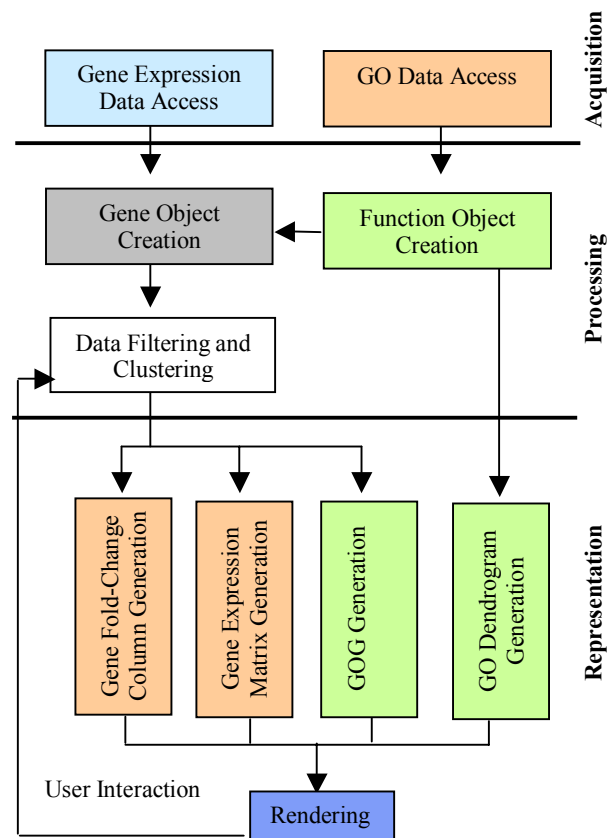 Gene Expression
Data Access
GO Data Access
Acquisition
Gene Object
Creation
Function Object
Creation
Processing
Data Filtering and
Clustering
Gene Fold-Change
Column Generation
Gene Expression
Matrix Generation
GOG Generation
GO Dendrogram
Generation
Representation
User Interaction
Rendering